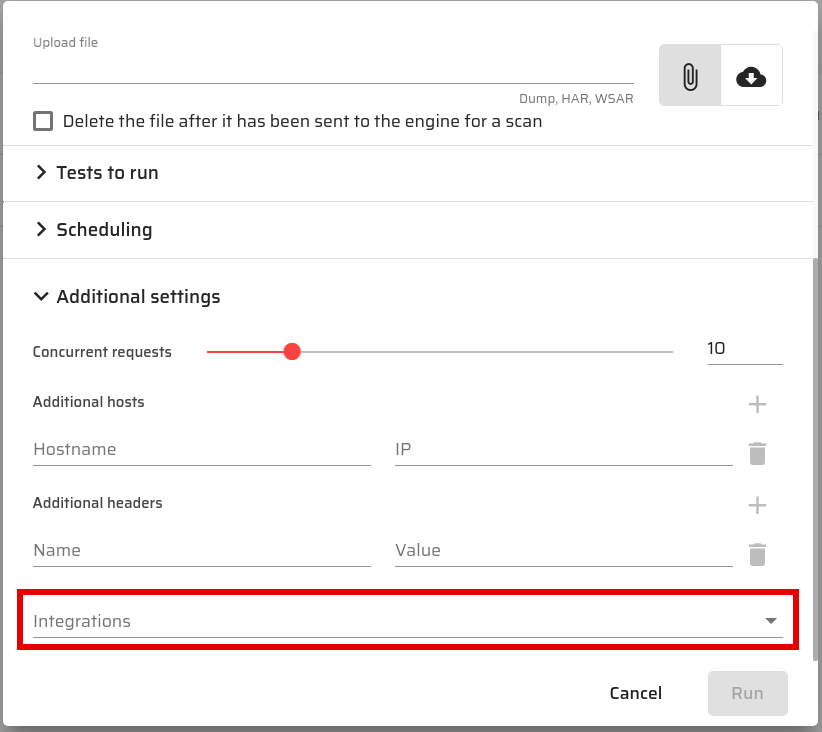 Upload file
Dump, HAR, WSAR
Delete the file after it has been sent to the engine for a scan
Tests to run
Scheduling
Additional settings
Concurrent requests
10
Additional hosts
Hostname
IP
Additional headers
Name
Value
Integrations
Cancel
Run